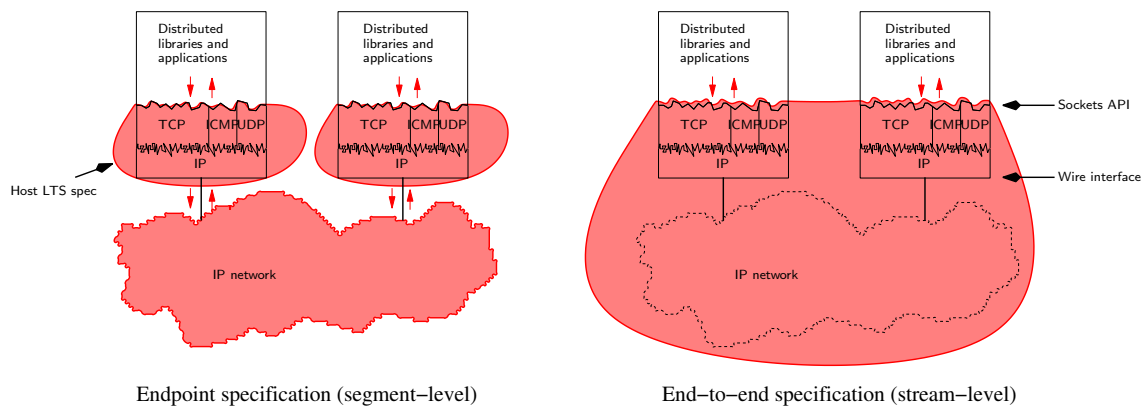 Distributed
libraries and
applications
Distributed
libraries and
applications
TCP ICMP UDP
IP
TCP ICMP UDP
IP
Host LTS spec
IP network
Endpoint specification (segment−level)
Distributed
libraries and
applications
Distributed
libraries and
applications
TCP ICMP UDP
IP
TCP ICMP UDP
IP
Sockets API
Wire interface
IP network
End−to−end specification (stream−level)